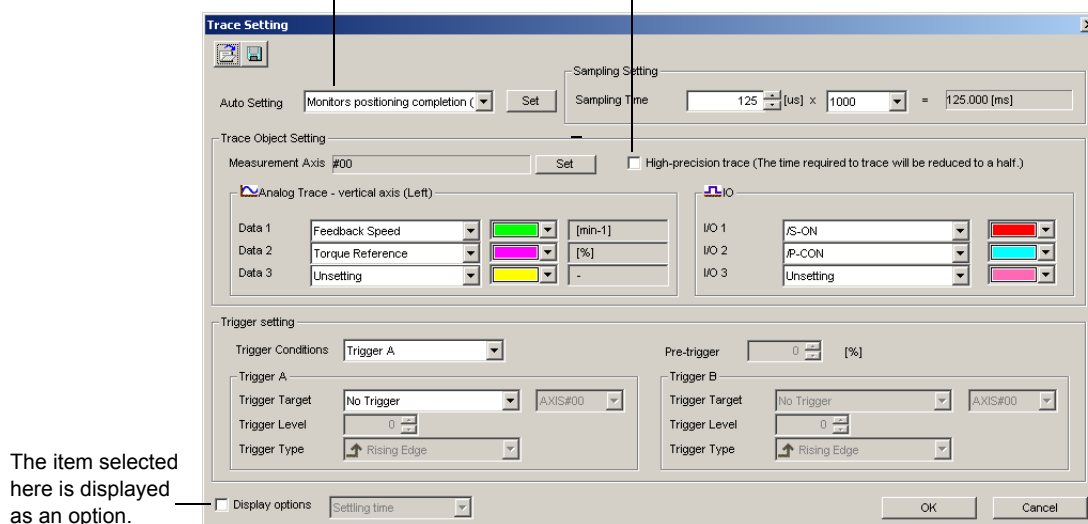 Trace Setting
Sampling Setting
Auto Setting Monitors positioning completion ( Set Sampling Time 125 [us] x 1000 = 125.000 [ms]
Trace Object Setting
Measurement Axis #00 Set High-precision trace (The time required to trace will be reduced to a half.)
Analog Trace - vertical axis (Left) IO
Data 1 Feedback Speed [min-1] I/O 1 /S-ON
Data 2 Torque Reference [%] I/O 2 /P-CON
Data 3 Unsetting - I/O 3 Unsetting
Trigger setting
Trigger Conditions Trigger A Pre-trigger 0 [%]
Trigger A Trigger B
Trigger Target No Trigger AXIS#00 Trigger Target No Trigger AXIS#00
Trigger Level 0 Trigger Level 0
Trigger Type Rising Edge Trigger Type Rising Edge
The item selected
here is displayed
as an option.
Display options Settling time OK Cancel